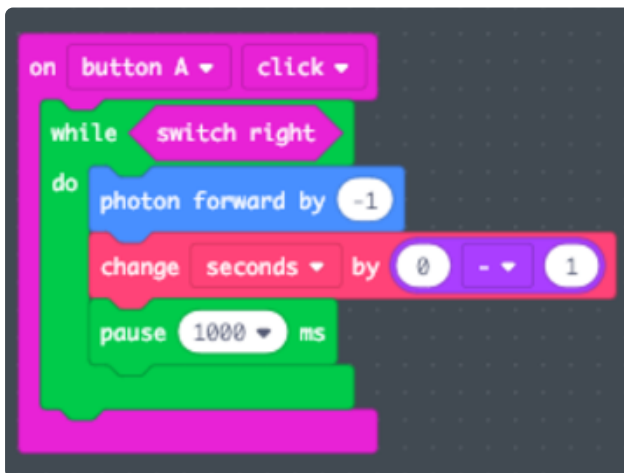 on button A click
while switch right
do
photon forward by -1
change seconds by 0 - 1
pause 1000 ms